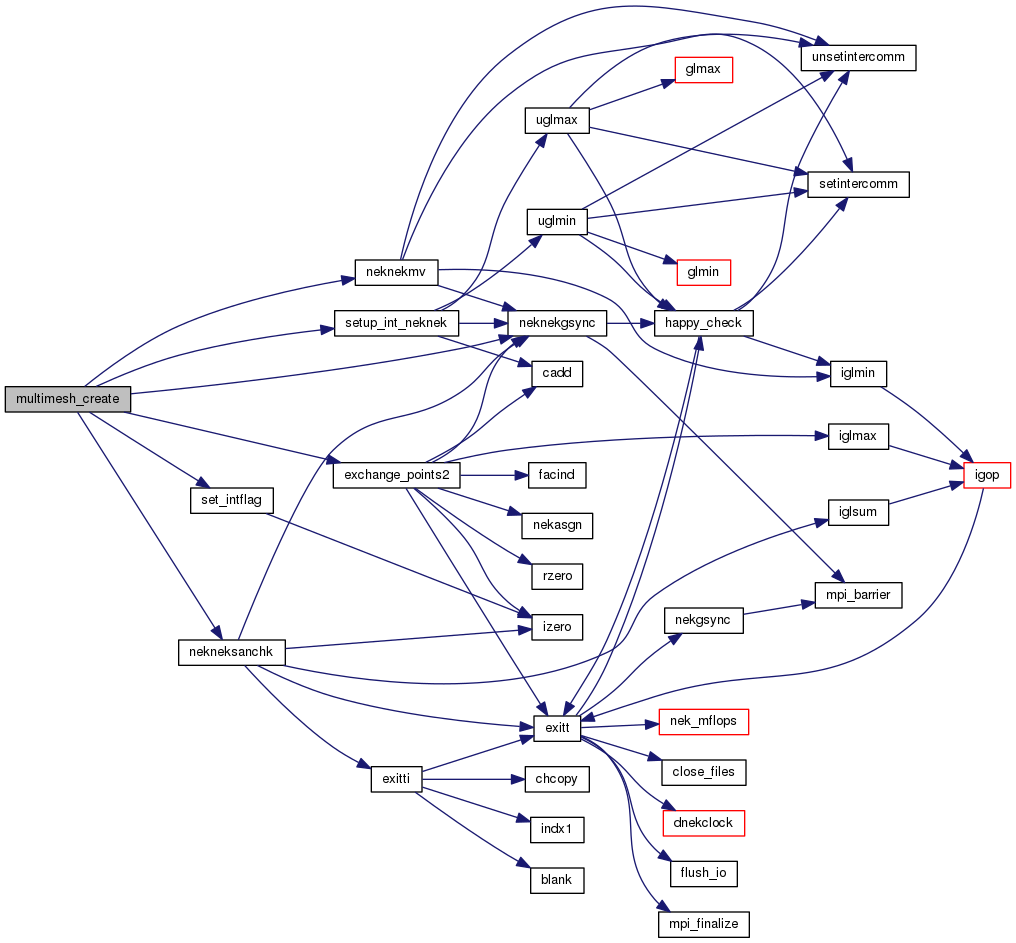 unsetintercomm
glmax
uglmax
setintercomm
uglmin
neknekmv
glmin
setup_int_neknek
neknekgsync
happy_check
cadd
iglmin
multimesh_create
iglmax
exchange_points2
facind
igop
set_intflag
iglsum
nekasgn
rzero
mpi_barrier
nekgsync
izero
nekneksanchk
exitt
nek_mflops
close_files
exitti
chcopy
dnekclock
indx1
flush_io
blank
mpi_finalize